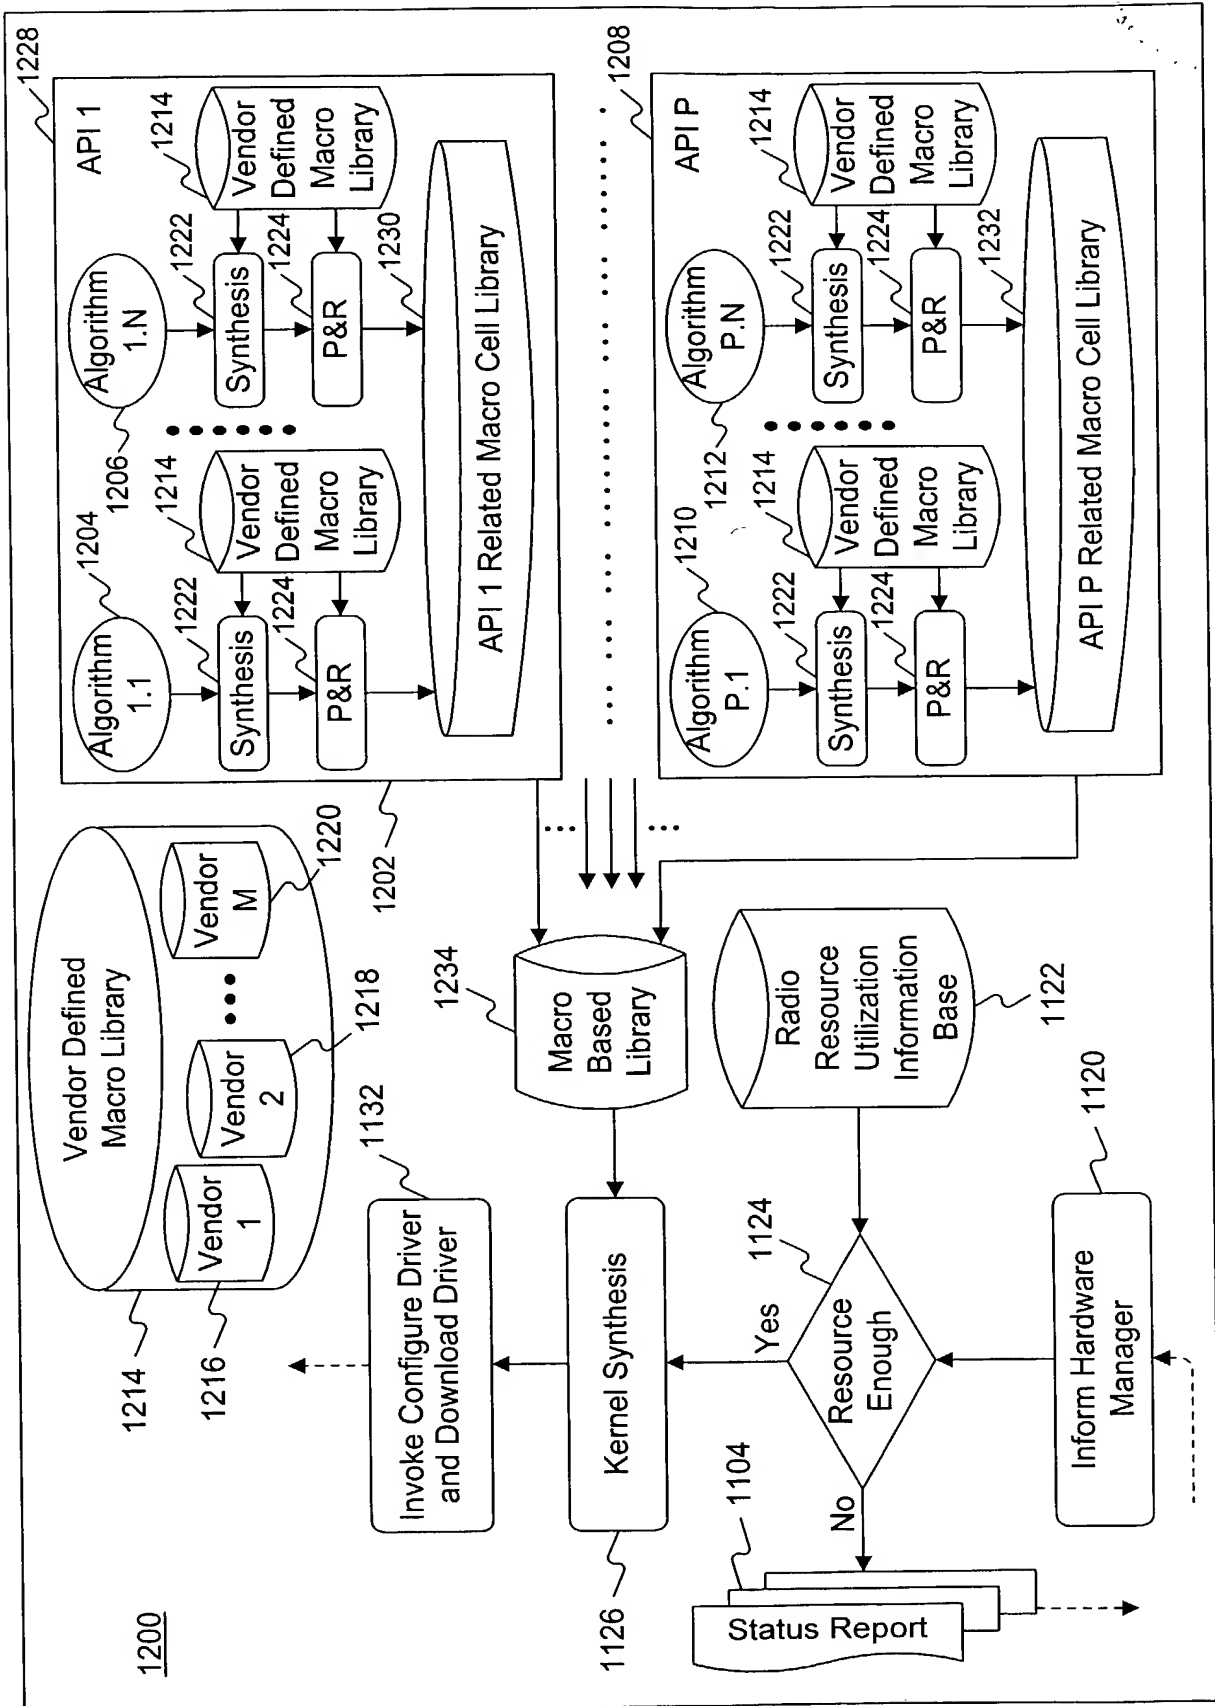 1200
Vendor Defined
Macro Library
Vendor
1
Vendor
2
Vendor
M
1214
1216
1218
1220
1228
API 1
Algorithm
1.1
1204
1222
Synthesis
1224
P&R
1214
Vendor
Defined
Macro
Library
Algorithm
1.N
1206
1222
Synthesis
1224
P&R
1230
1214
Vendor
Defined
Macro
Library
API 1 Related Macro Cell Library
1202
1208
API P
Algorithm
P.1
1210
1222
Synthesis
1224
P&R
1214
Vendor
Defined
Macro
Library
Algorithm
P.N
1212
1222
Synthesis
1224
P&R
1232
1214
Vendor
Defined
Macro
Library
API P Related Macro Cell Library
Invoke Configure Driver
and Download Driver
1132
Kernel Synthesis
1126
Macro
Based
Library
1234
Yes
1124
Resource
Enough
No
Radio
Resource
Utilization
Information
Base
1122
1104
Status Report
Inform Hardware
Manager
1120